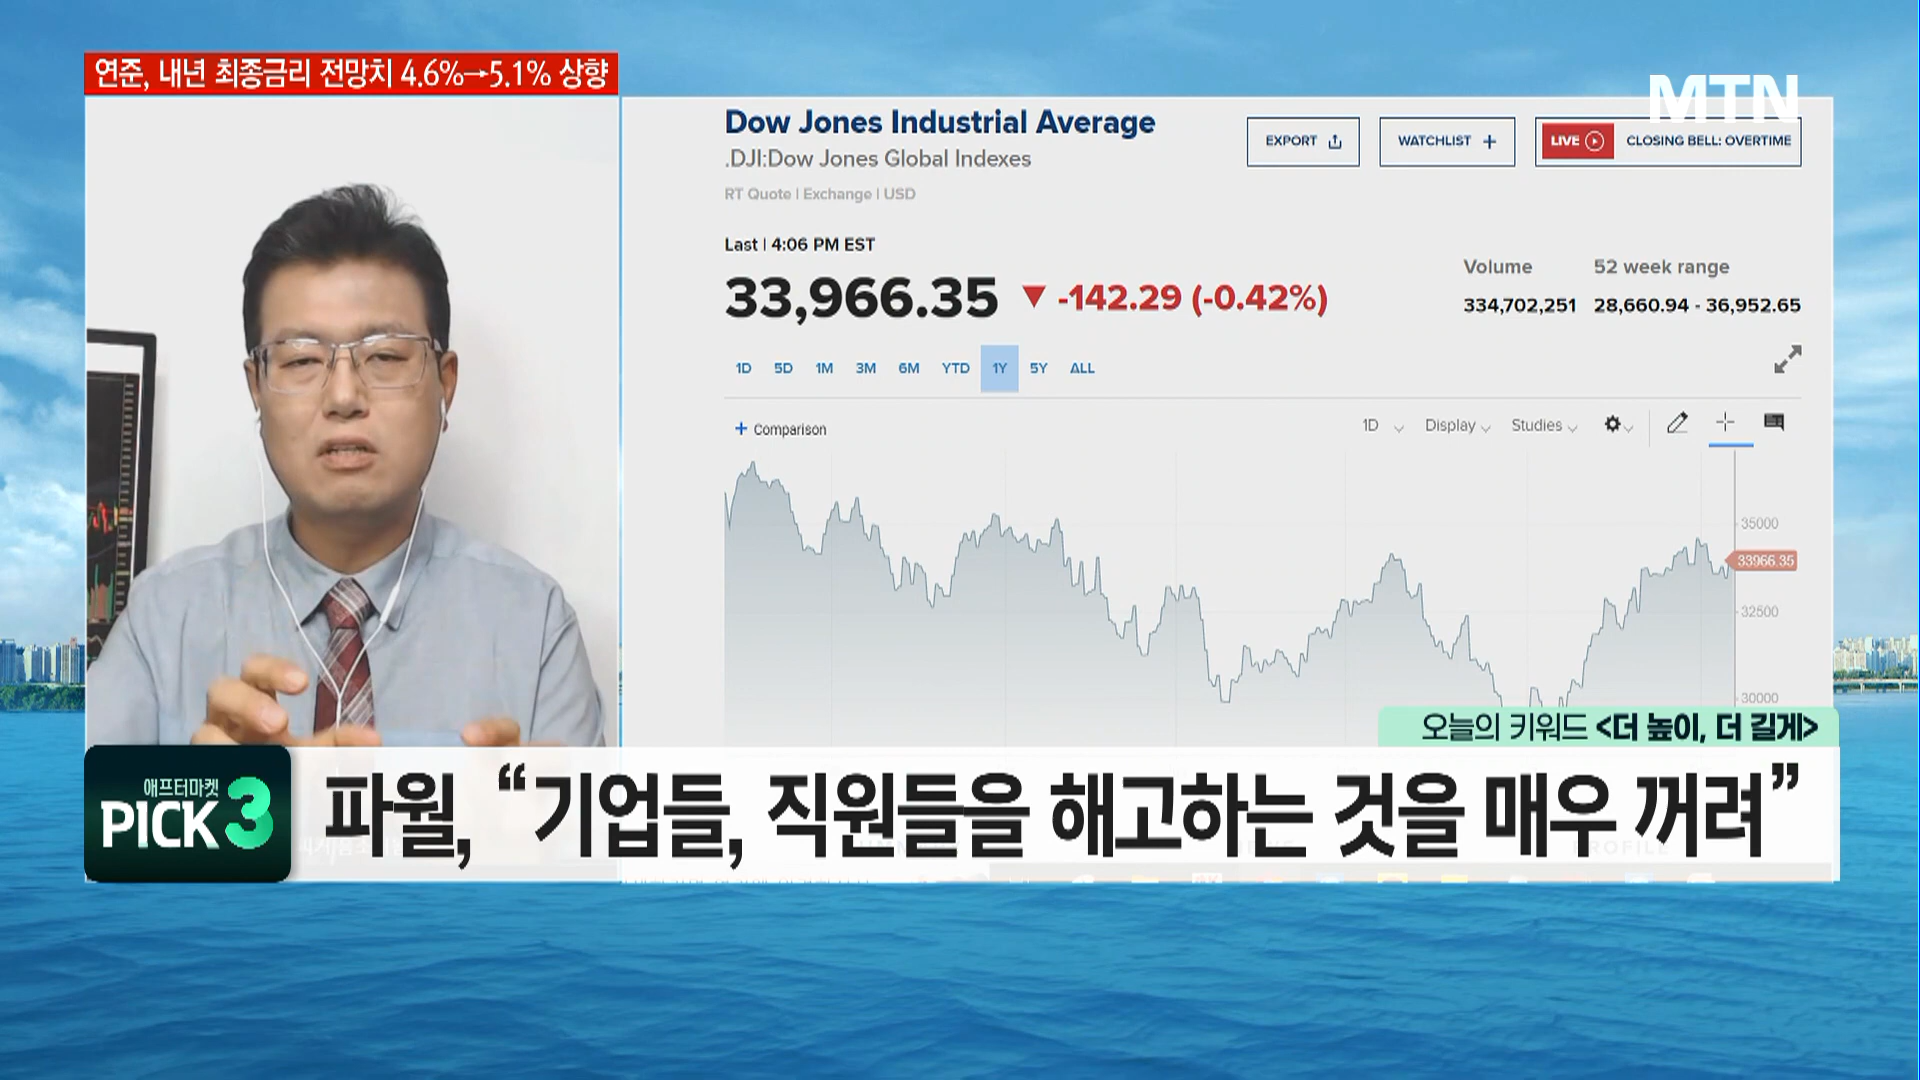 연준, 내년 최종금리 전망치 4.6%→5.1% 상향
MTN
Dow Jones Industrial Average
.DJI:Dow Jones Global Indexes
RT Quote | Exchange | USD
EXPORT
WATCHLIST +
LIVE CLOSING BELL: OVERTIME
Last | 4:06 PM EST
33,966.35 ▼ -142.29 (-0.42%)
Volume
334,702,251
52 week range
28,660.94 - 36,952.65
1D 5D 1M 3M 6M YTD 1Y 5Y ALL
+ Comparison
1D Display Studies
35000
33966.35
32500
30000
오늘의 키워드 <더 높이, 더 길게>
애프터마켓
PICK 3
파월, “기업들, 직원들을 해고하는 것을 매우 꺼려”